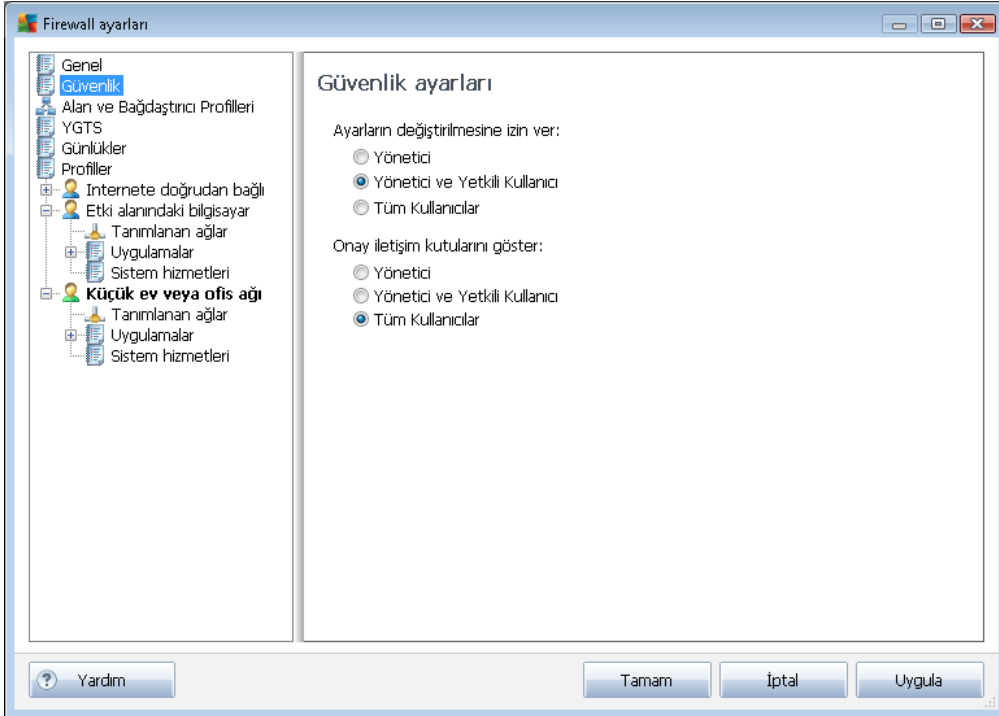 Firewall ayarları
Genel
Güvenlik
Alan ve Bağdaştırıcı Profilleri
YGTS
Günlükler
Profiller
Internete doğrudan bağlı
Etki alanındaki bilgisayar
Tanımlanan ağlar
Uygulamalar
Sistem hizmetleri
Küçük ev veya ofis ağı
Tanımlanan ağlar
Uygulamalar
Sistem hizmetleri
Güvenlik ayarları
Ayarların değiştirilmesine izin ver:
Yönetici
Yönetici ve Yetkili Kullanıcı
Tüm Kullanıcılar
Onay iletişim kutularını göster:
Yönetici
Yönetici ve Yetkili Kullanıcı
Tüm Kullanıcılar
? Yardım
Tamam
İptal
Uygula